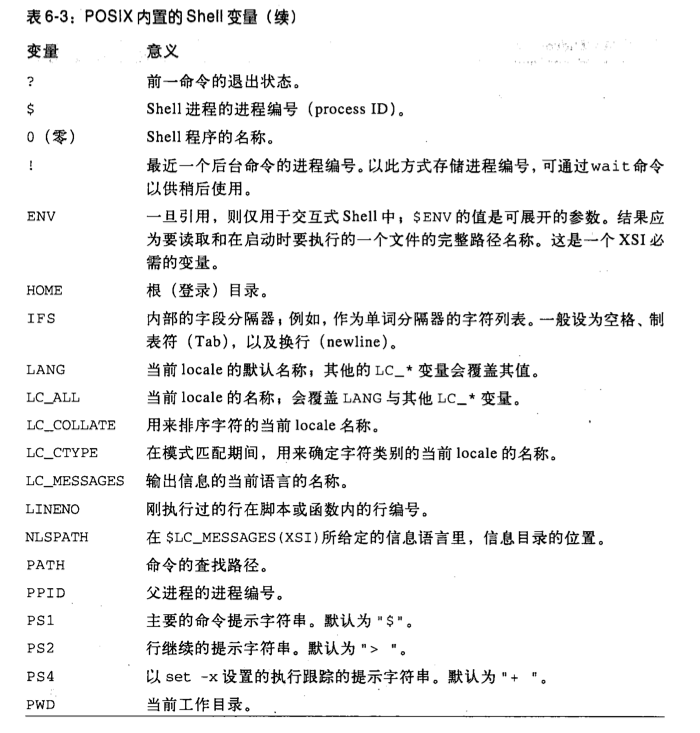 表 6-3：POSIX 内置的 Shell 变量（续）
变量 意义
? 前一命令的退出状态。
$ Shell 进程的进程编号（process ID）。
0（零） Shell 程序的名称。
! 最近一个后台命令的进程编号。以此方式存储进程编号，可通过wait 命令
以供稍后使用。
ENV 一旦引用，则仅用于交互式 Shell 中；$ENV 的值是可展开的参数。结果应
为要读取和在启动时要执行的一个文件的完整路径名称。这是一个 XSI 必
需的变量。
HOME 根（登录）目录。
IFS 内部的字段分隔器；例如，作为单词分隔器的字符列表。一般设为空格、制
表符（Tab），以及换行（newline）。
LANG 当前 locale 的默认名称；其他的 LC_* 变量会覆盖其值。
LC_ALL 当前 locale 的名称；会覆盖 LANG 与其他 LC_* 变量。
LC_COLLATE 用来排序字符的当前 locale 名称。
LC_CTYPE 在模式匹配期间，用来确定字符类别的当前 locale 的名称。
LC_MESSAGES 输出信息的当前语言的名称。
LINENO 刚执行过的行在脚本或函数内的行编号。
NLSPATH 在 $LC_MESSAGES(XSI)所给定的信息语言里，信息目录的位置。
PATH 命令的查找路径。
PPID 父进程的进程编号。
PS1 主要的命令提示字符串。默认为 "$"。
PS2 行继续的提示字符串。默认为 "> "。
PS4 以 set -x 设置的执行跟踪的提示字符串。默认为 "+ "。
PWD 当前工作目录。